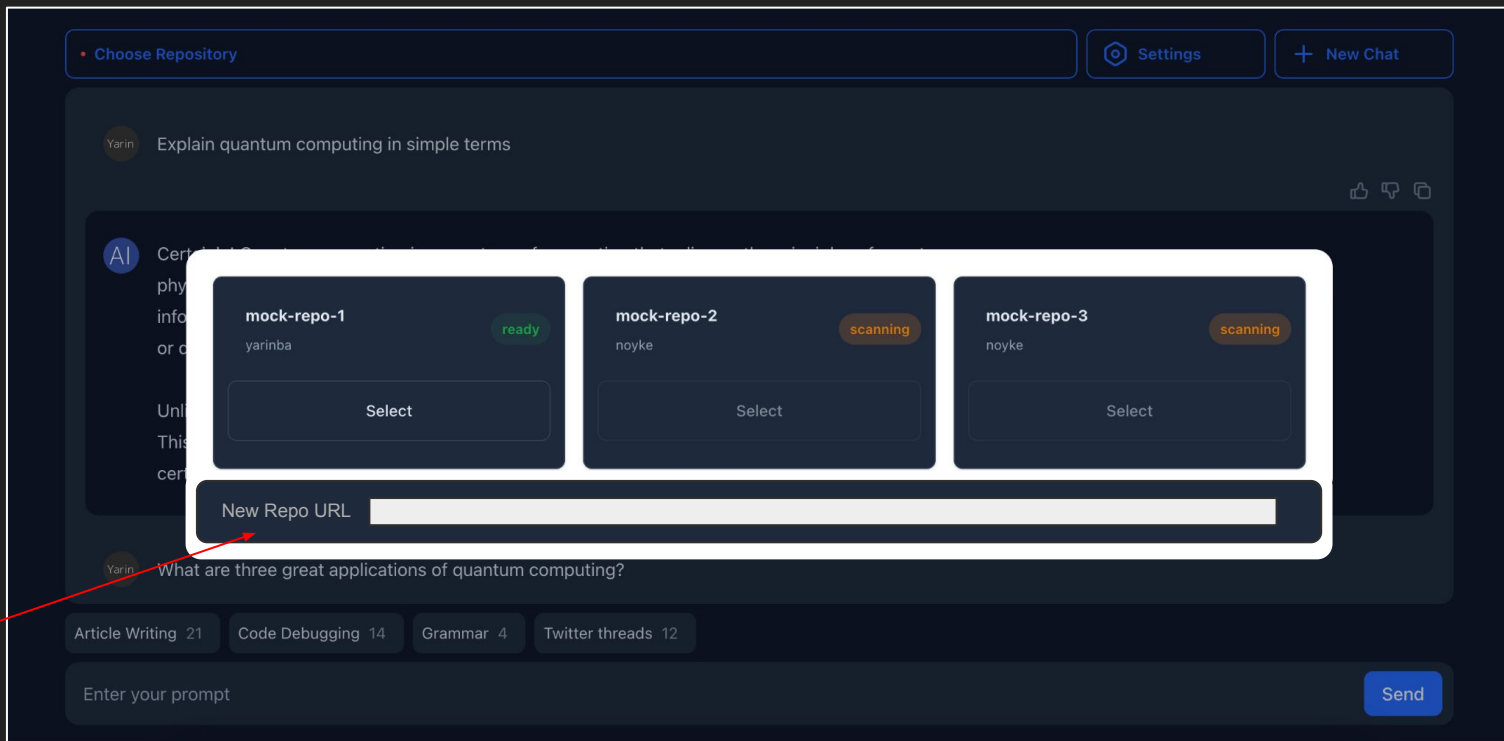 Choose Repository
Settings
New Chat
Yarin
Explain quantum computing in simple terms
AI
mock-repo-1
yarinba
ready
Select
mock-repo-2
noyke
scanning
Select
mock-repo-3
noyke
scanning
Select
New Repo URL
Yarin
What are three great applications of quantum computing?
Article Writing 21
Code Debugging 14
Grammar 4
Twitter threads 12
Enter your prompt
Send